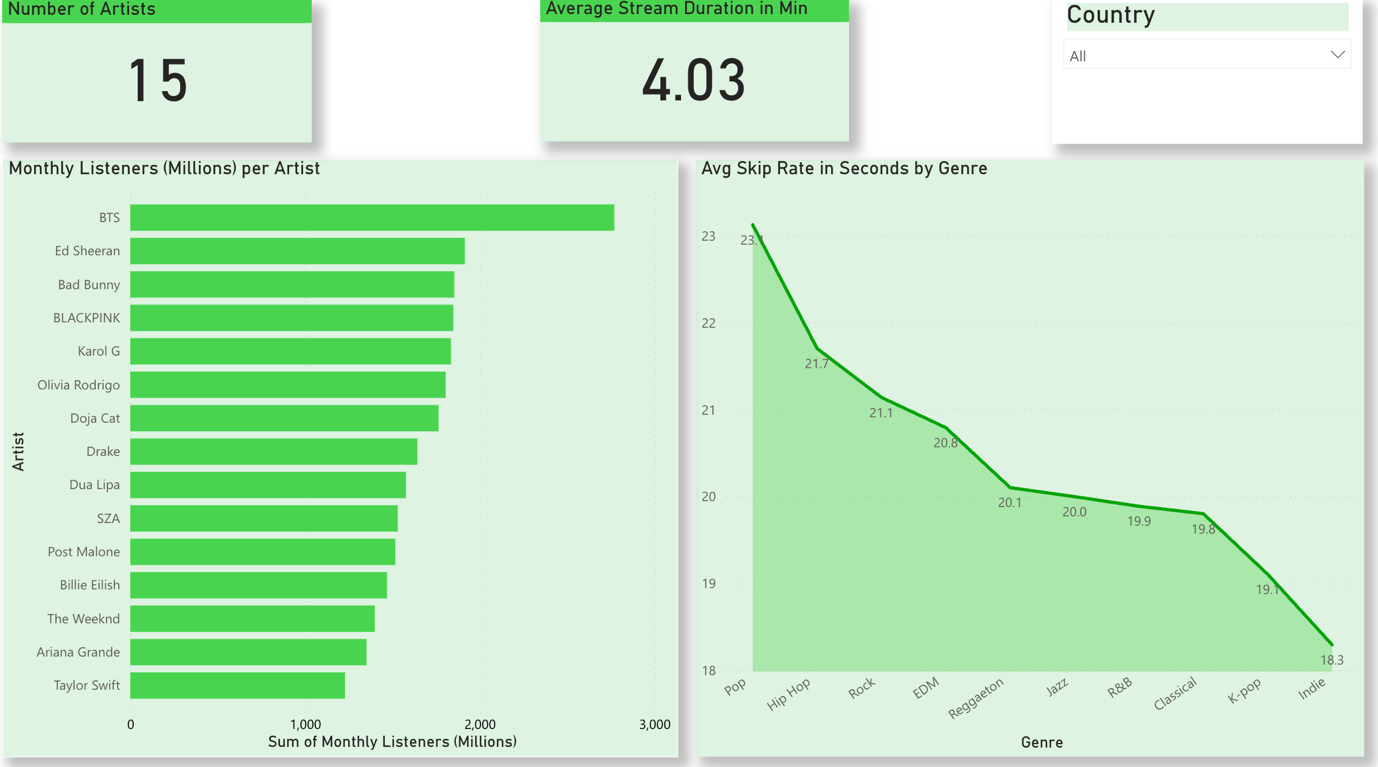 Number of Artists
15
Average Stream Duration in Min
4.03
Country
All
Monthly Listeners (Millions) per Artist
Artist
BTS
Ed Sheeran
Bad Bunny
BLACKPINK
Karol G
Olivia Rodrigo
Doja Cat
Drake
Dua Lipa
SZA
Post Malone
Billie Eilish
The Weeknd
Ariana Grande
Taylor Swift
0 1,000 2,000 3,000
Sum of Monthly Listeners (Millions)
Avg Skip Rate in Seconds by Genre
23
22
21
20
19
18
23.1
21.7
21.1
20.8
20.1
20.0
19.9
19.8
19.1
18.3
Pop Hip Hop Rock EDM Reggaeton Jazz R&B Classical K-pop Indie
Genre